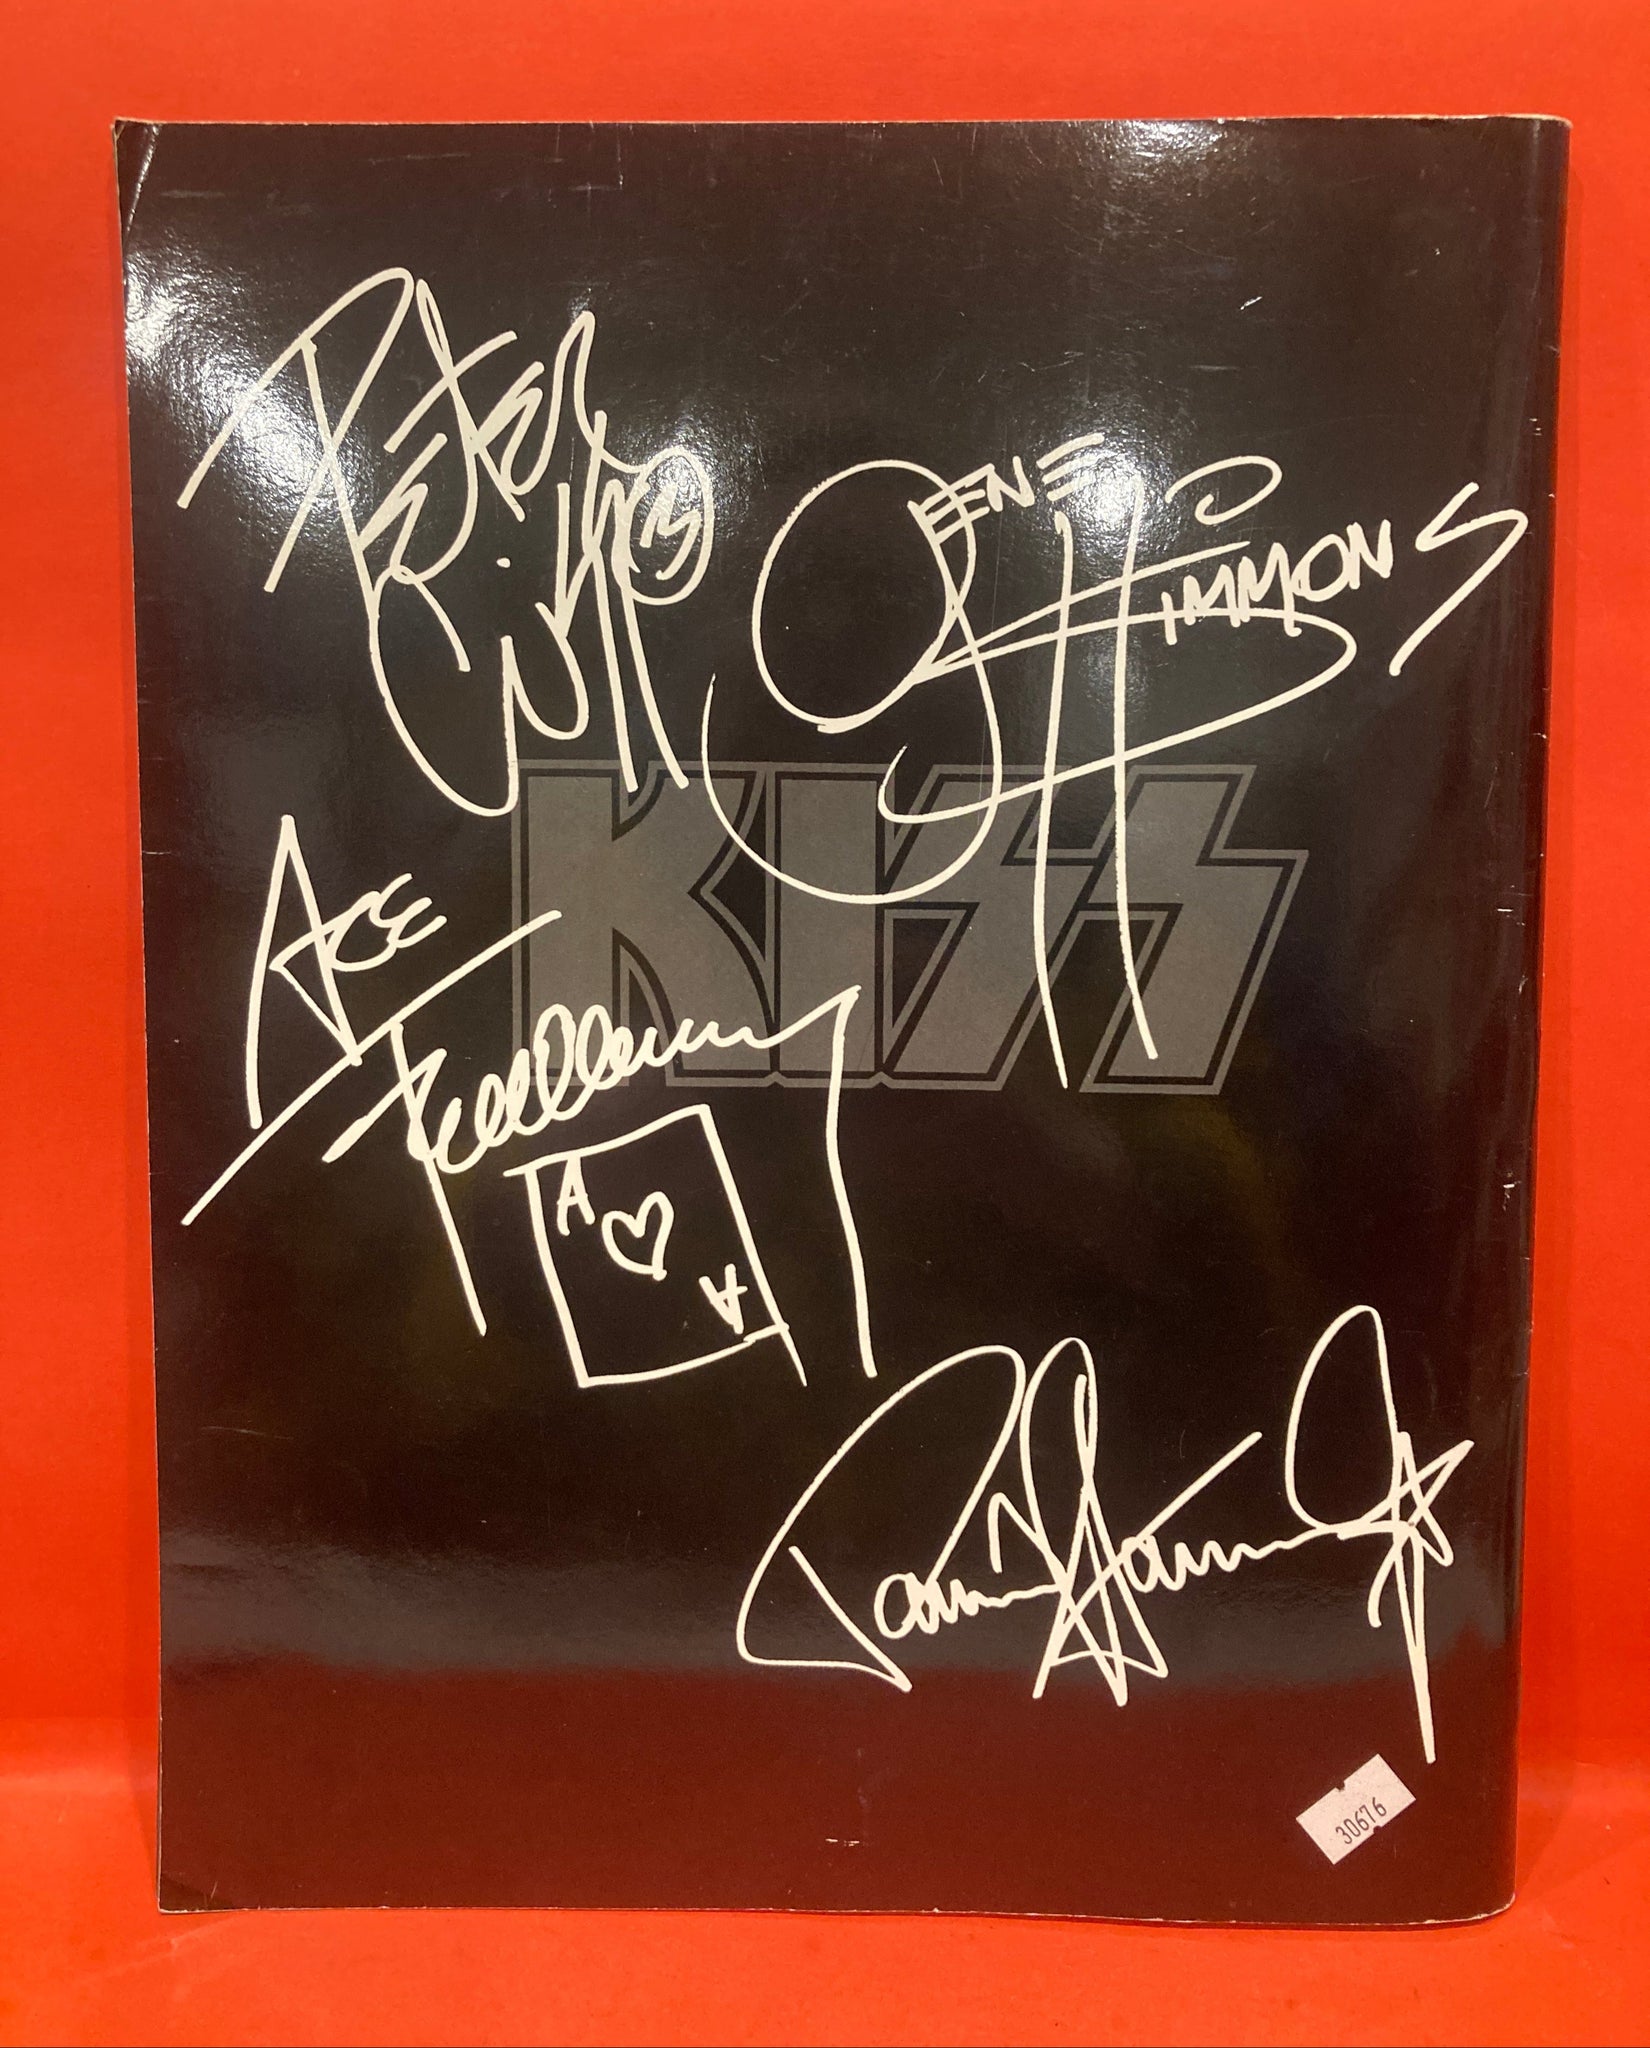 Peter
Criss
GENE
SIMMONS
KISS
ACE
Frehley
A
A
Paul Stanley
30676